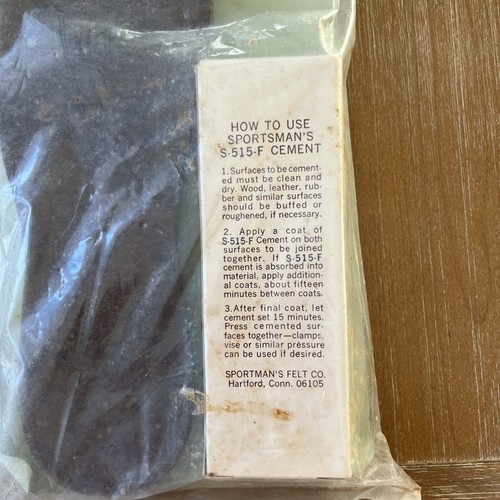 HOW TO USE
SPORTSMAN'S
S-515-F CEMENT
1. Surfaces to be cement-
ed must be clean and
dry. Wood, leather, rub-
ber and similar surfaces
should be buffed or
roughened, if necessary.
2. Apply a coat of
S-515-F Cement on both
surfaces to be joined
together. If S-515-F
cement is absorbed into
material, apply addition-
al coats, about fifteen
minutes between coats.
3. After final coat, let
cement set 15 minutes.
Press cemented sur-
faces together—clamps,
vise or similar pressure
can be used if desired.
SPORTMAN'S FELT CO.
Hartford, Conn. 06105